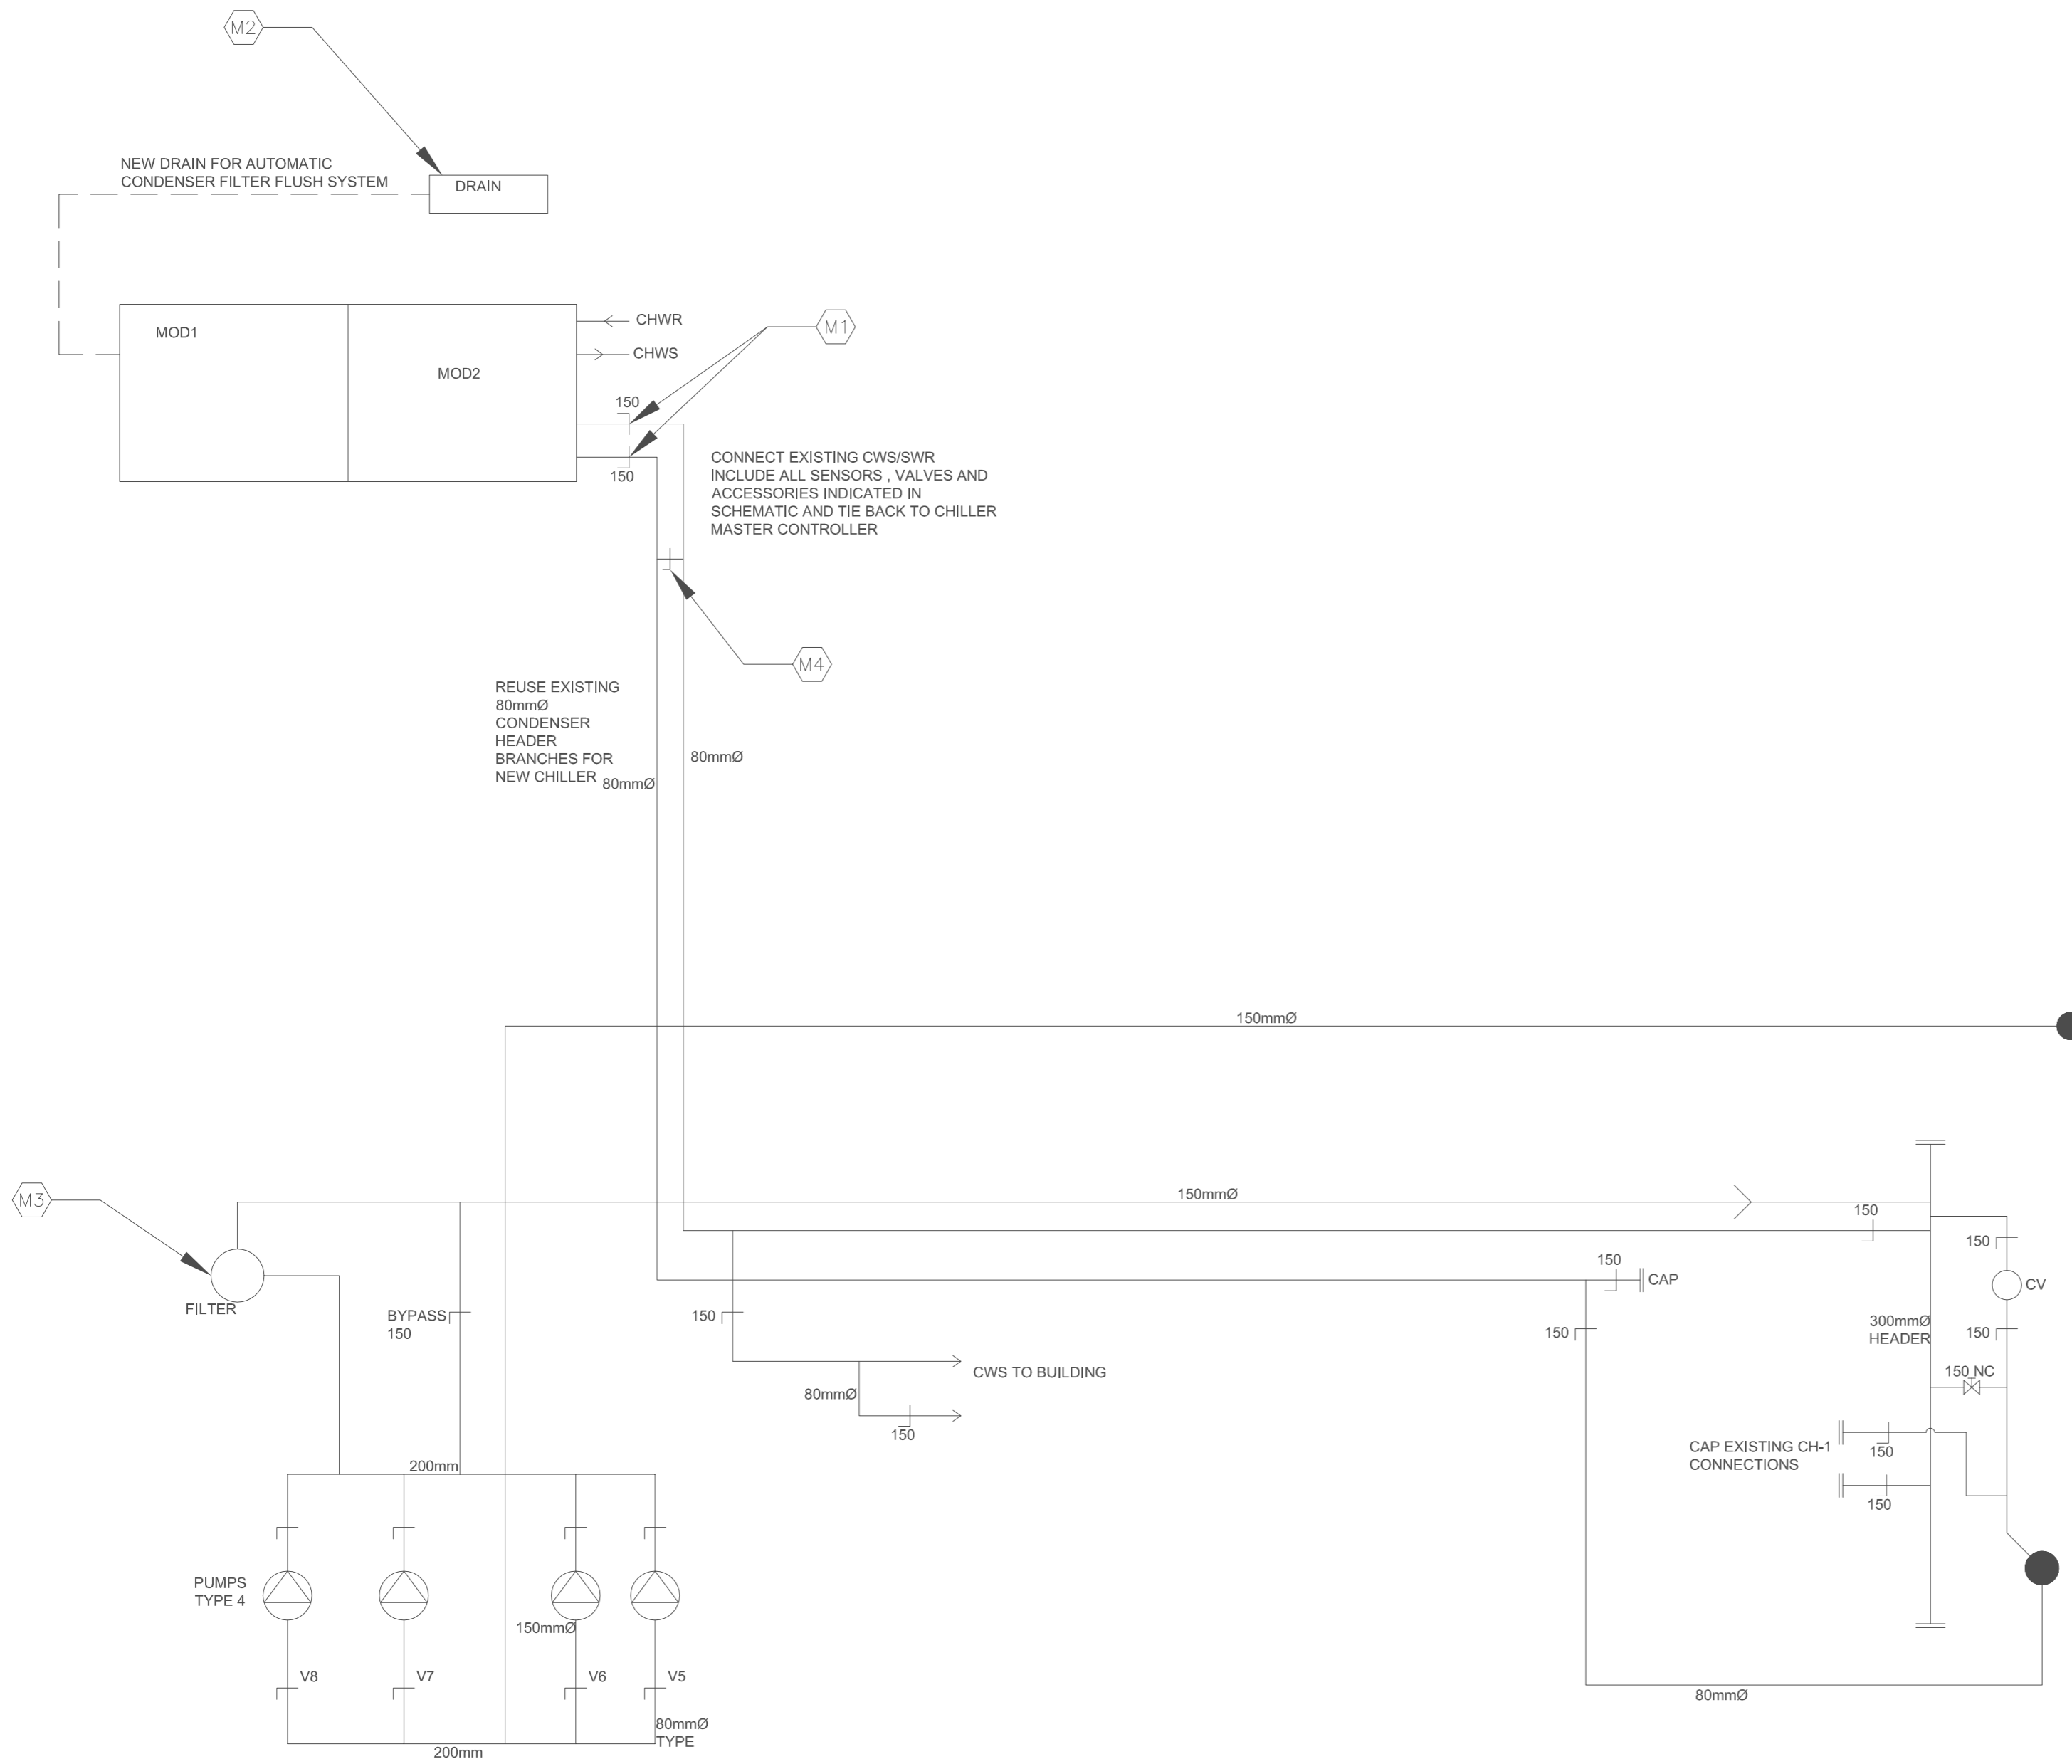 M2
NEW DRAIN FOR AUTOMATIC
CONDENSER FILTER FLUSH SYSTEM
DRAIN
MOD1
MOD2
CHWR
CHWS
M1
150
150
CONNECT EXISTING CWS/SWR
INCLUDE ALL SENSORS , VALVES AND
ACCESSORIES INDICATED IN
SCHEMATIC AND TIE BACK TO CHILLER
MASTER CONTROLLER
M4
REUSE EXISTING
80mmØ
CONDENSER
HEADER
BRANCHES FOR
NEW CHILLER
80mmØ
80mmØ
150mmØ
M3
150mmØ
150
150
FILTER
BYPASS
150
150
150
CAP
150
300mmØ
HEADER
CV
150
150 NC
CWS TO BUILDING
80mmØ
150
CAP EXISTING CH-1
CONNECTIONS
150
150
200mm
PUMPS
TYPE 4
150mmØ
V8
V7
V6
V5
80mmØ
TYPE
200mm
80mmØ